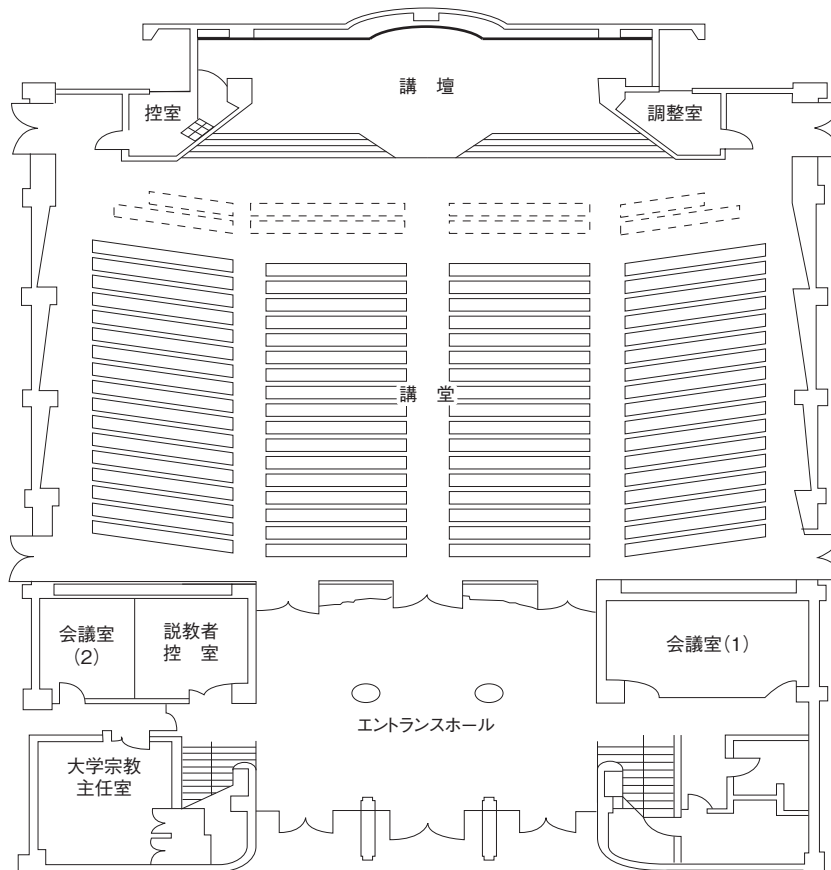 講　壇
控室
調整室
講　堂
会議室
(2)
説教者
控　室
会議室(1)
エントランスホール
大学宗教
主任室